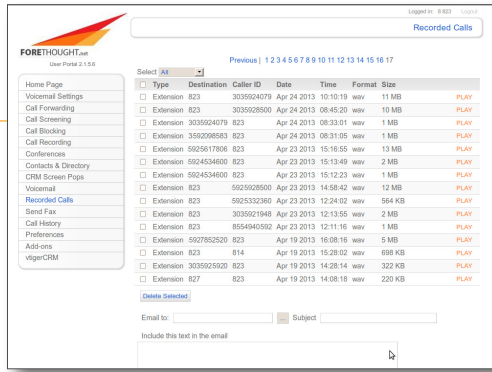 Logged in: 8 823 Logout
Recorded Calls
FORETHOUGHT.net
User Portal 2.1.5.6
Previous | 1 2 3 4 5 6 7 8 9 10 11 12 13 14 15 16 17
Select All
Home Page
Voicemail Settings
Call Forwarding
Call Screening
Call Blocking
Call Recording
Conferences
Contacts & Directory
CRM Screen Pops
Voicemail
Recorded Calls
Send Fax
Call History
Preferences
Add-ons
vtigerCRM
Type Destination Caller ID Date Time Format Size
Extension 823 3035924079 Apr 24 2013 10:10:19 wav 11 MB PLAY
Extension 823 3035928500 Apr 24 2013 08:45:20 wav 10 MB PLAY
Extension 3035924079 823 Apr 24 2013 08:33:01 wav 1 MB PLAY
Extension 3592098583 823 Apr 24 2013 08:31:05 wav 1 MB PLAY
Extension 5925617806 823 Apr 23 2013 15:16:55 wav 13 MB PLAY
Extension 5924534600 823 Apr 23 2013 15:13:49 wav 2 MB PLAY
Extension 5924534600 823 Apr 23 2013 15:12:23 wav 1 MB PLAY
Extension 823 5925928500 Apr 23 2013 14:58:42 wav 12 MB PLAY
Extension 823 5925332360 Apr 23 2013 12:24:02 wav 564 KB PLAY
Extension 823 3035921948 Apr 23 2013 12:13:55 wav 2 MB PLAY
Extension 823 8554940592 Apr 23 2013 12:11:16 wav 1 MB PLAY
Extension 5927852520 823 Apr 19 2013 16:08:16 wav 5 MB PLAY
Extension 823 814 Apr 19 2013 15:28:02 wav 698 KB PLAY
Extension 3035925920 823 Apr 19 2013 14:28:14 wav 322 KB PLAY
Extension 827 823 Apr 19 2013 14:08:18 wav 220 KB PLAY
Delete Selected
Email to: ... Subject
Include this text in the email